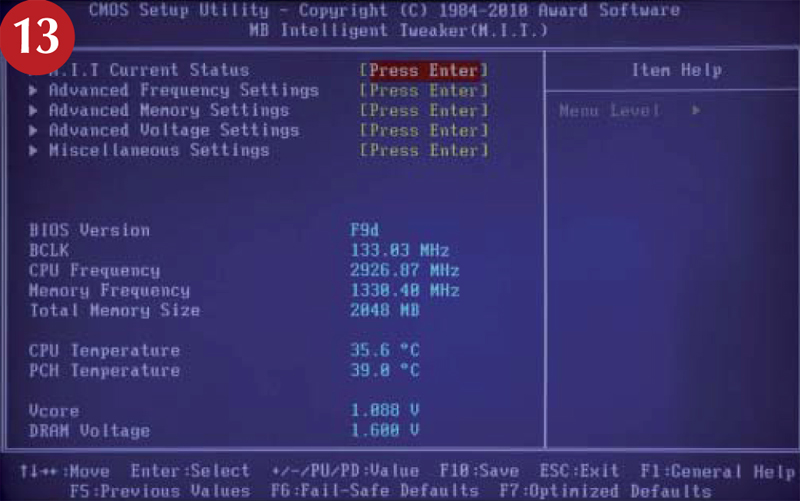 13
CMOS Setup Utility - Copyright (C) 1984-2010 Award Software
MB Intelligent Tweaker(M.I.T.)
.I.T Current Status [Press Enter] Item Help
▶ Advanced Frequency Settings [Press Enter]
▶ Advanced Memory Settings [Press Enter] Menu Level ▶
▶ Advanced Voltage Settings [Press Enter]
▶ Miscellaneous Settings [Press Enter]
BIOS Version F9d
BCLK 133.03 MHz
CPU Frequency 2926.87 MHz
Memory Frequency 1330.40 MHz
Total Memory Size 2048 MB
CPU Temperature 35.6 °C
PCH Temperature 39.0 °C
Vcore 1.088 V
DRAM Voltage 1.600 V
↑↓→←:Move Enter:Select +/-/PU/PD:Value F10:Save ESC:Exit F1:General Help
F5:Previous Values F6:Fail-Safe Defaults F7:Optimized Defaults